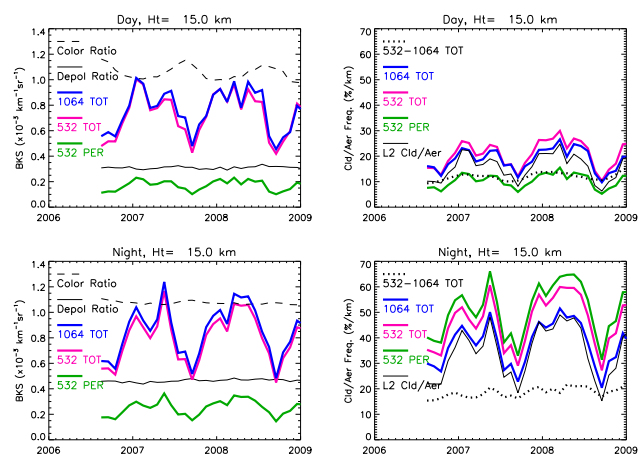 Day, Ht= 15.0 km
BKS (x10⁻³ km⁻¹sr⁻¹)
1.4
1.2
1.0
0.8
0.6
0.4
0.2
0.0
Color Ratio
Depol Ratio
1064 TOT
532 TOT
532 PER
2006
2007
2008
2009
Day, Ht= 15.0 km
Cld/Aer Freq. (%/km)
70
60
50
40
30
20
10
0
532-1064 TOT
1064 TOT
532 TOT
532 PER
L2 Cld/Aer
2006
2007
2008
2009
Night, Ht= 15.0 km
BKS (x10⁻³ km⁻¹sr⁻¹)
1.4
1.2
1.0
0.8
0.6
0.4
0.2
0.0
Color Ratio
Depol Ratio
1064 TOT
532 TOT
532 PER
2006
2007
2008
2009
Night, Ht= 15.0 km
Cld/Aer Freq. (%/km)
70
60
50
40
30
20
10
0
532-1064 TOT
1064 TOT
532 TOT
532 PER
L2 Cld/Aer
2006
2007
2008
2009